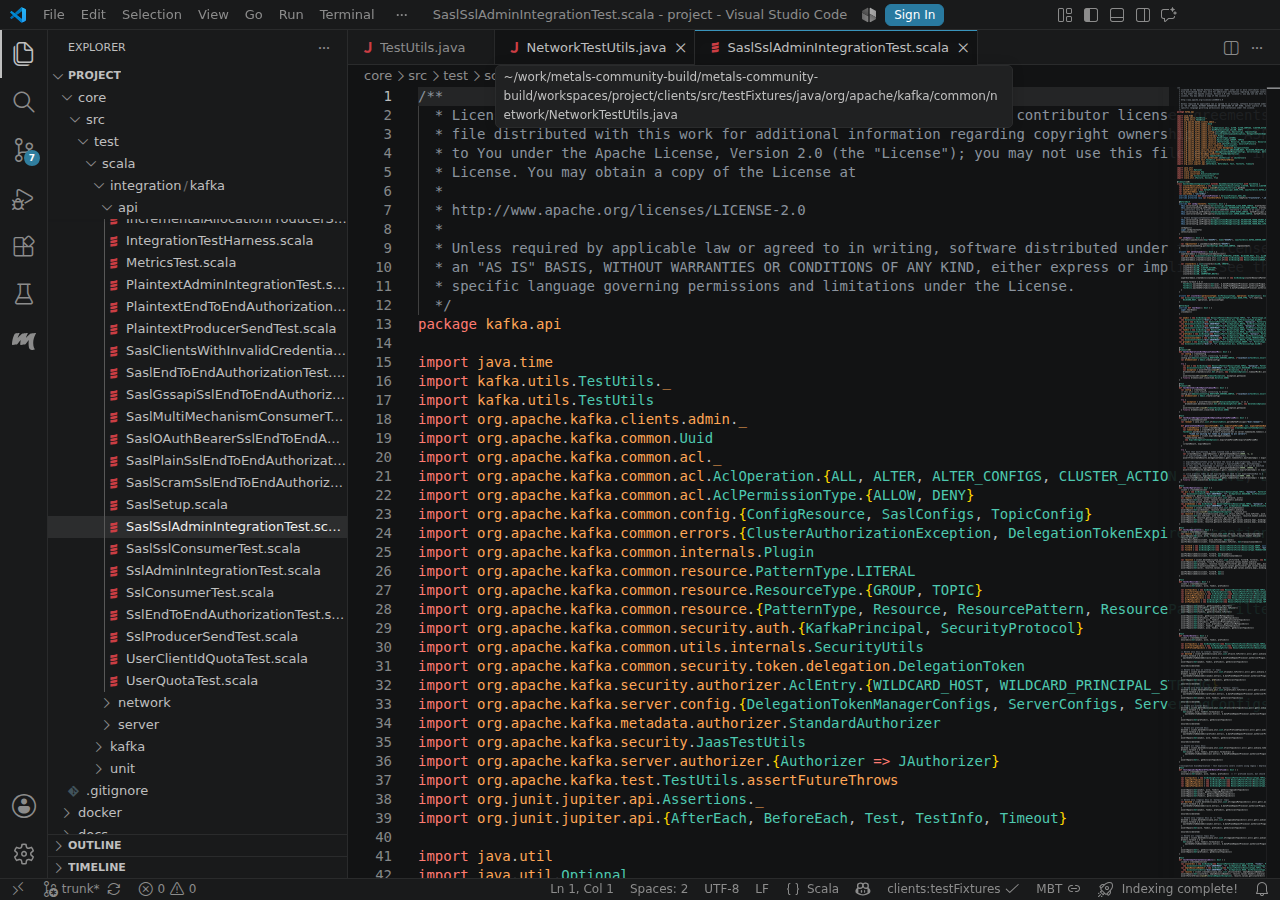 File Edit Selection View Go Run Terminal ··· SaslSslAdminIntegrationTest.scala - project - Visual Studio Code Sign In
EXPLORER ···
PROJECT
core
src
test
scala
integration / kafka
api
IncrementalAllocationProducerS...
IntegrationTestHarness.scala
MetricsTest.scala
PlaintextAdminIntegrationTest.s...
PlaintextEndToEndAuthorization...
PlaintextProducerSendTest.scala
SaslClientsWithInvalidCredentia...
SaslEndToEndAuthorizationTest....
SaslGssapiSslEndToEndAuthoriz...
SaslMultiMechanismConsumerT...
SaslOAuthBearerSslEndToEndA...
SaslPlainSslEndToEndAuthorizat...
SaslScramSslEndToEndAuthoriz...
SaslSetup.scala
SaslSslAdminIntegrationTest.sc...
SaslSslConsumerTest.scala
SslAdminIntegrationTest.scala
SslConsumerTest.scala
SslEndToEndAuthorizationTest.s...
SslProducerSendTest.scala
UserClientIdQuotaTest.scala
UserQuotaTest.scala
network
server
kafka
unit
.gitignore
docker
docs
OUTLINE
TIMELINE
7
TestUtils.java NetworkTestUtils.java SaslSslAdminIntegrationTest.scala ···
core > src > test > sc
~/work/metals-community-build/metals-community-
build/workspaces/project/clients/src/testFixtures/java/org/apache/kafka/common/n
etwork/NetworkTestUtils.java
1 /**
2 * Licen contributor licens
3 * file distributed with this work for additional information regarding copyright owners
4 * to You under the Apache License, Version 2.0 (the "License"); you may not use this fil
5 * License. You may obtain a copy of the License at
6 *
7 * http://www.apache.org/licenses/LICENSE-2.0
8 *
9 * Unless required by applicable law or agreed to in writing, software distributed under
10 * an "AS IS" BASIS, WITHOUT WARRANTIES OR CONDITIONS OF ANY KIND, either express or impl
11 * specific language governing permissions and limitations under the License.
12 */
13 package kafka.api
14
15 import java.time
16 import kafka.utils.TestUtils._
17 import kafka.utils.TestUtils
18 import org.apache.kafka.clients.admin._
19 import org.apache.kafka.common.Uuid
20 import org.apache.kafka.common.acl._
21 import org.apache.kafka.common.acl.AclOperation.{ALL, ALTER, ALTER_CONFIGS, CLUSTER_ACTIO
22 import org.apache.kafka.common.acl.AclPermissionType.{ALLOW, DENY}
23 import org.apache.kafka.common.config.{ConfigResource, SaslConfigs, TopicConfig}
24 import org.apache.kafka.common.errors.{ClusterAuthorizationException, DelegationTokenExpi
25 import org.apache.kafka.common.internals.Plugin
26 import org.apache.kafka.common.resource.PatternType.LITERAL
27 import org.apache.kafka.common.resource.ResourceType.{GROUP, TOPIC}
28 import org.apache.kafka.common.resource.{PatternType, Resource, ResourcePattern, Resource
29 import org.apache.kafka.common.security.auth.{KafkaPrincipal, SecurityProtocol}
30 import org.apache.kafka.common.utils.internals.SecurityUtils
31 import org.apache.kafka.common.security.token.delegation.DelegationToken
32 import org.apache.kafka.security.authorizer.AclEntry.{WILDCARD_HOST, WILDCARD_PRINCIPAL_ST
33 import org.apache.kafka.server.config.{DelegationTokenManagerConfigs, ServerConfigs, Serv
34 import org.apache.kafka.metadata.authorizer.StandardAuthorizer
35 import org.apache.kafka.security.JaasTestUtils
36 import org.apache.kafka.server.authorizer.{Authorizer => JAuthorizer}
37 import org.apache.kafka.test.TestUtils.assertFutureThrows
38 import org.junit.jupiter.api.Assertions._
39 import org.junit.jupiter.api.{AfterEach, BeforeEach, Test, TestInfo, Timeout}
40
41 import java.util
42 import java.util.Optional
trunk* 0 0 Ln 1, Col 1 Spaces: 2 UTF-8 LF { } Scala clients:testFixtures MBT Indexing complete!